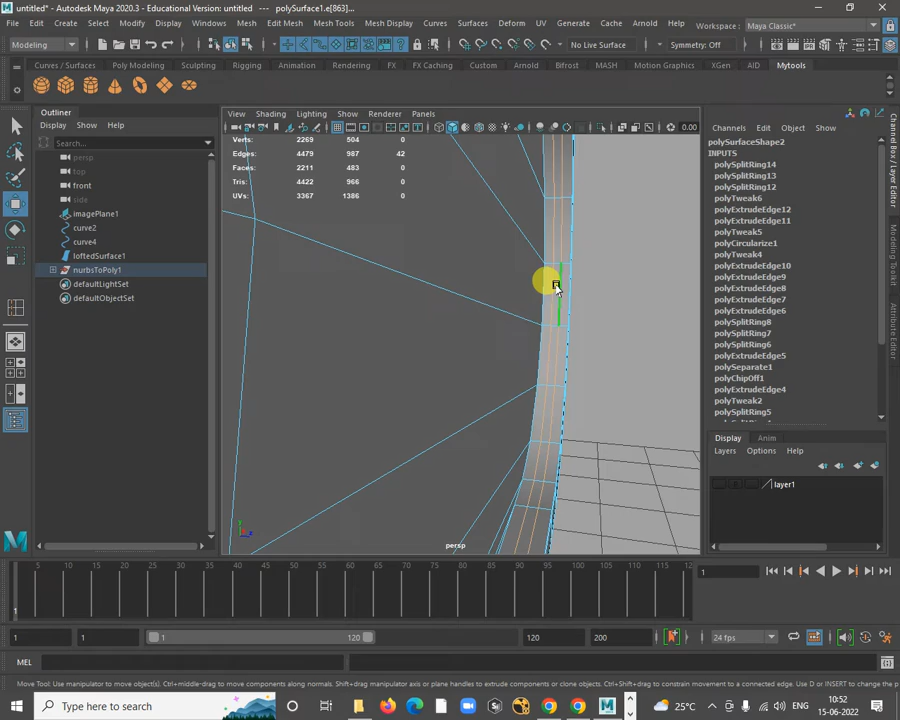 untitled* - Autodesk Maya 2020.3 - Educational Version: untitled --- polySurface1.e[369]...
File Edit Create Select Modify Display Windows Mesh Edit Mesh Mesh Tools Mesh Display Curves Surfaces Deform UV Generate Cache Arnold Help Workspace : Maya Classic*
Modeling No Live Surface Symmetry: Off
Curves / Surfaces Poly Modeling Sculpting Rigging Animation Rendering FX FX Caching Custom Arnold Bifrost MASH Motion Graphics XGen AID Mytools
Outliner
Display Show Help
Search...
persp
top
front
side
imagePlane1
curve2
curve4
loftedSurface1
nurbsToPoly1
defaultLightSet
defaultObjectSet
View Shading Lighting Show Renderer Panels
0.00
Verts: 2269 504 0
Edges: 4479 987 42
Faces: 2211 483 0
Tris: 4422 966 0
UVs: 3367 1386 0
persp
Channels Edit Object Show
polySurfaceShape2
INPUTS
polySplitRing14
polySplitRing13
polySplitRing12
polyTweak6
polyExtrudeEdge12
polyExtrudeEdge11
polyTweak5
polyCircularize1
polyTweak4
polyExtrudeEdge10
polyExtrudeEdge9
polyExtrudeEdge8
polyExtrudeEdge7
polyExtrudeEdge6
polySplitRing8
polySplitRing7
polySplitRing6
polyExtrudeEdge5
polySeparate1
polyChipOff1
polyExtrudeEdge4
polyTweak2
polySplitRing5
Display Anim
Layers Options Help
layer1
Channel Box / Layer Editor
Modeling Toolkit
Attribute Editor
5 10 15 20 25 30 35 40 45 50 55 60 65 70 75 80 85 90 95 100 105 110 115 12
1
1
1 1 1 120 120 200 24 fps
MEL
Move Tool: Use manipulator to move object(s). Ctrl+middle-drag to move components along normals. Shift+drag manipulator axis or plane handles to extrude components or clone objects. Ctrl+Shift+drag to constrain movement to a connected edge. Use D or INSERT to change the
Type here to search
25°C
ENG
10:52
15-06-2022